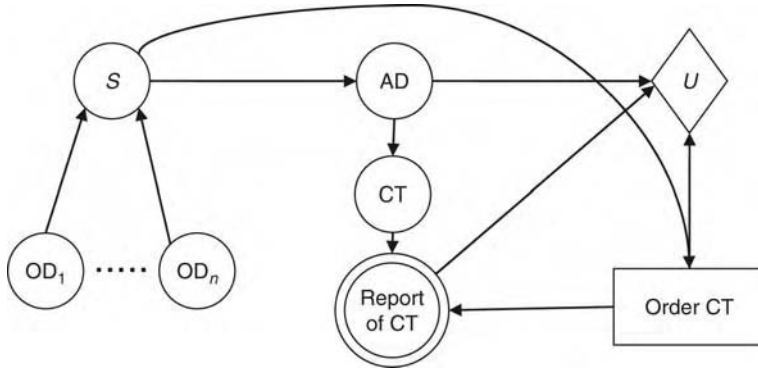 S
AD
U
CT
OD1
ODn
Report
of CT
Order CT